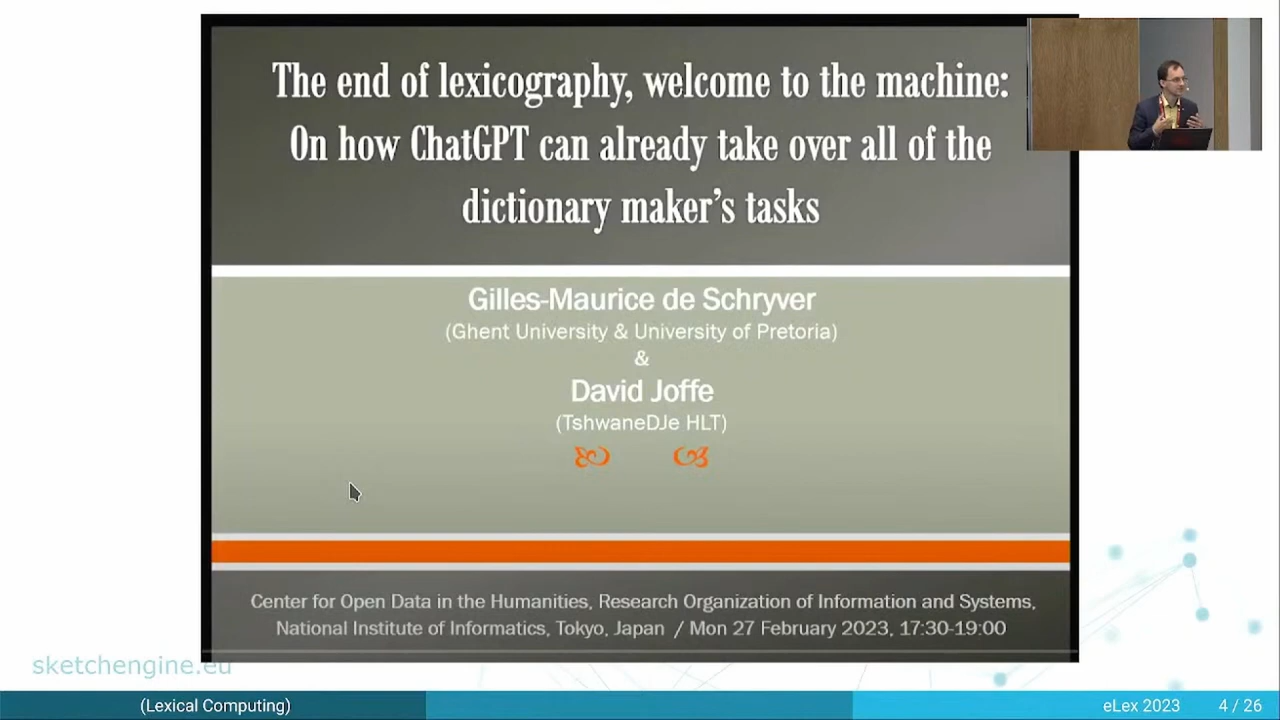 The end of lexicography, welcome to the machine:
On how ChatGPT can already take over all of the
dictionary maker's tasks
Gilles-Maurice de Schryver
(Ghent University & University of Pretoria)
&
David Joffe
(TshwaneDJe HLT)
Center for Open Data in the Humanities, Research Organization of Information and Systems,
National Institute of Informatics, Tokyo, Japan / Mon 27 February 2023, 17:30-19:00
sketchengine.eu
(Lexical Computing)
eLex 2023
4 / 26